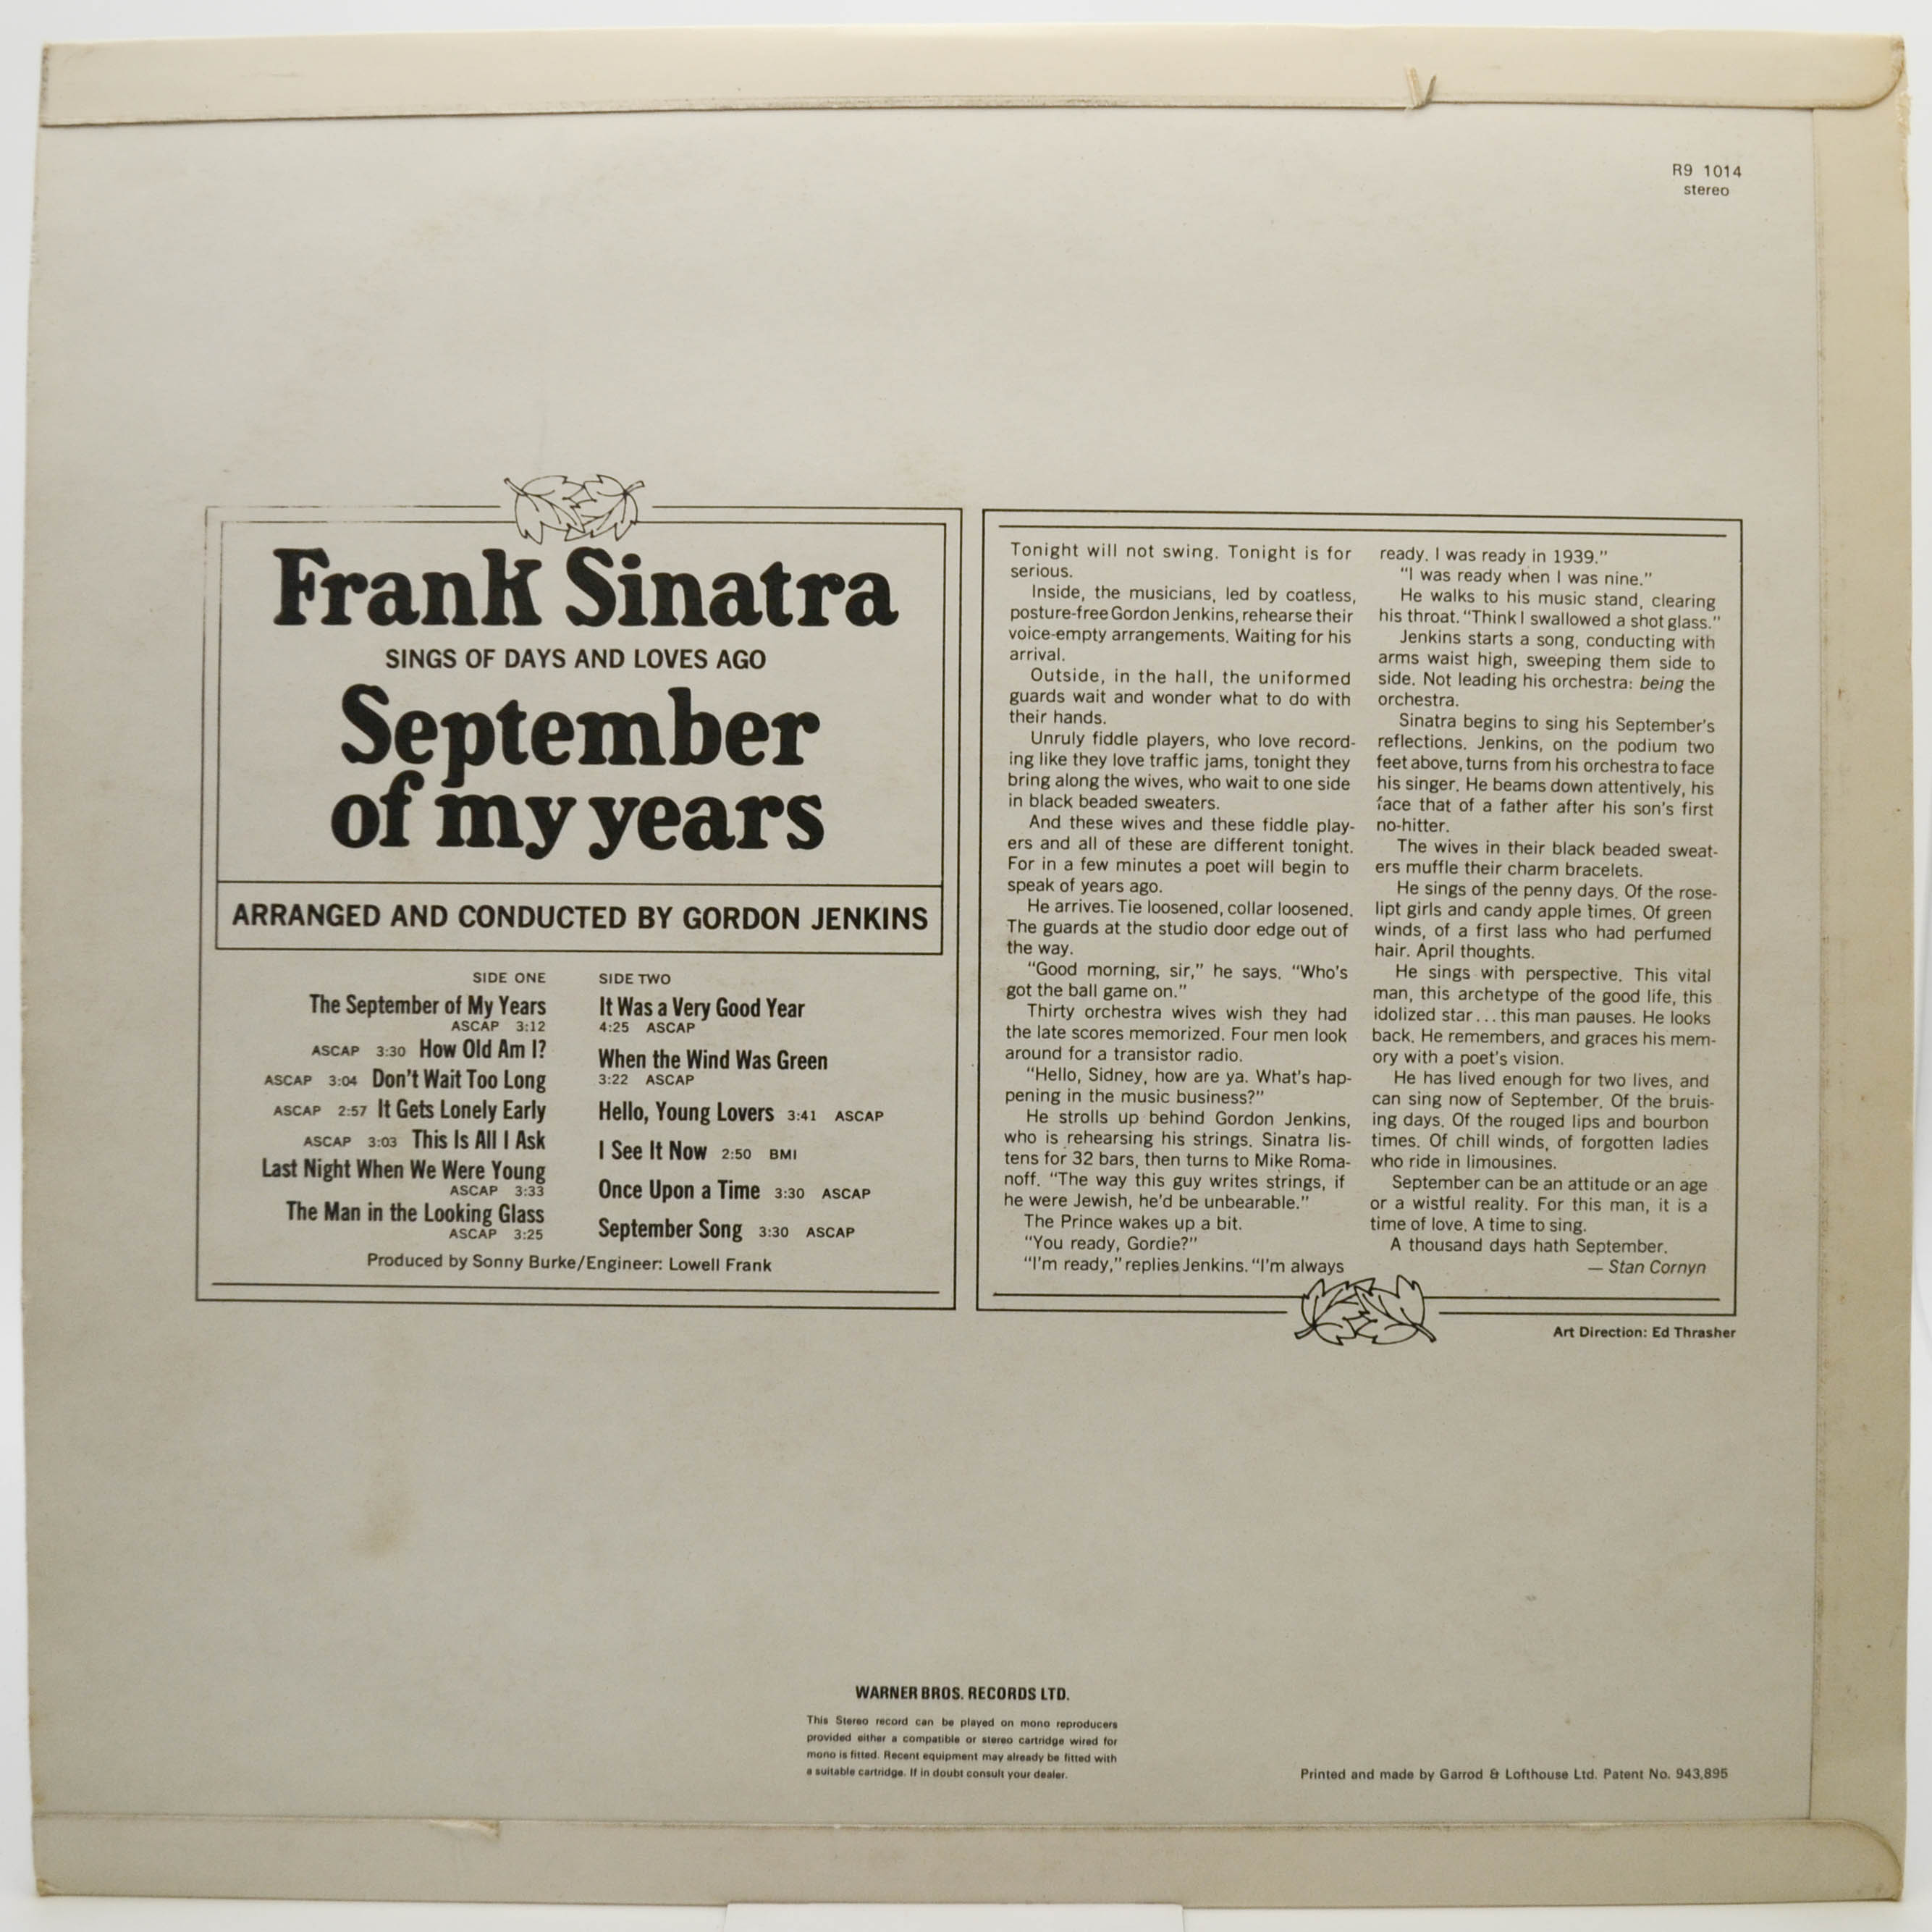 R9 1014
stereo
Frank Sinatra
SINGS OF DAYS AND LOVES AGO
September
of my years
ARRANGED AND CONDUCTED BY GORDON JENKINS
SIDE ONE
The September of My Years
ASCAP 3:12
ASCAP 3:30 How Old Am I?
ASCAP 3:04 Don't Wait Too Long
ASCAP 2:57 It Gets Lonely Early
ASCAP 3:03 This Is All I Ask
Last Night When We Were Young
ASCAP 3:33
The Man in the Looking Glass
ASCAP 3:25
SIDE TWO
It Was a Very Good Year
4:25 ASCAP
When the Wind Was Green
3:22 ASCAP
Hello, Young Lovers 3:41 ASCAP
I See It Now 2:50 BMI
Once Upon a Time 3:30 ASCAP
September Song 3:30 ASCAP
Produced by Sonny Burke/Engineer: Lowell Frank
Tonight will not swing. Tonight is for
serious.
Inside, the musicians, led by coatless,
posture-free Gordon Jenkins, rehearse their
voice-empty arrangements. Waiting for his
arrival.
Outside, in the hall, the uniformed
guards wait and wonder what to do with
their hands.
Unruly fiddle players, who love record-
ing like they love traffic jams, tonight they
bring along the wives, who wait to one side
in black beaded sweaters.
And these wives and these fiddle play-
ers and all of these are different tonight.
For in a few minutes a poet will begin to
speak of years ago.
He arrives. Tie loosened, collar loosened.
The guards at the studio door edge out of
the way.
"Good morning, sir," he says. "Who's
got the ball game on."
Thirty orchestra wives wish they had
the late scores memorized. Four men look
around for a transistor radio.
"Hello, Sidney, how are ya. What's hap-
pening in the music business?"
He strolls up behind Gordon Jenkins,
who is rehearsing his strings. Sinatra lis-
tens for 32 bars, then turns to Mike Roma-
noff. "The way this guy writes strings, if
he were Jewish, he'd be unbearable."
The Prince wakes up a bit.
"You ready, Gordie?"
"I'm ready," replies Jenkins. "I'm always
ready. I was ready in 1939."
"I was ready when I was nine."
He walks to his music stand, clearing
his throat. "Think I swallowed a shot glass."
Jenkins starts a song, conducting with
arms waist high, sweeping them side to
side. Not leading his orchestra: being the
orchestra.
Sinatra begins to sing his September's
reflections. Jenkins, on the podium two
feet above, turns from his orchestra to face
his singer. He beams down attentively, his
face that of a father after his son's first
no-hitter.
The wives in their black beaded sweat-
ers muffle their charm bracelets.
He sings of the penny days. Of the rose-
lipt girls and candy apple times. Of green
winds, of a first lass who had perfumed
hair. April thoughts.
He sings with perspective. This vital
man, this archetype of the good life, this
idolized star...this man pauses. He looks
back. He remembers, and graces his mem-
ory with a poet's vision.
He has lived enough for two lives, and
can sing now of September. Of the bruis-
ing days. Of the rouged lips and bourbon
times. Of chill winds, of forgotten ladies
who ride in limousines.
September can be an attitude or an age
or a wistful reality. For this man, it is a
time of love. A time to sing.
A thousand days hath September.
— Stan Cornyn
Art Direction: Ed Thrasher
WARNER BROS. RECORDS LTD.
This Stereo record can be played on mono reproducers
provided either a compatible or stereo cartridge wired for
mono is fitted. Recent equipment may already be fitted with
a suitable cartridge. If in doubt consult your dealer.
Printed and made by Garrod & Lofthouse Ltd. Patent No. 943,895